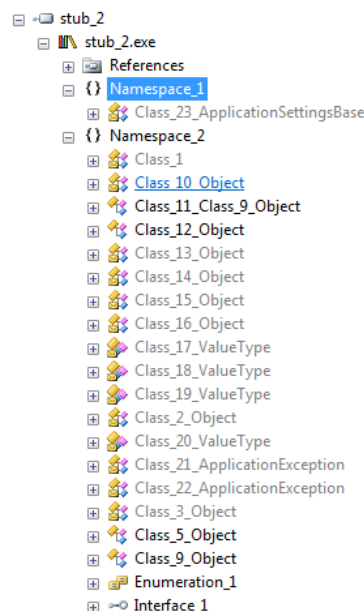 stub_2
stub_2.exe
References
Namespace_1
Class_23_ApplicationSettingsBase
Namespace_2
Class_1
Class_10_Object
Class_11_Class_9_Object
Class_12_Object
Class_13_Object
Class_14_Object
Class_15_Object
Class_16_Object
Class_17_ValueType
Class_18_ValueType
Class_19_ValueType
Class_2_Object
Class_20_ValueType
Class_21_ApplicationException
Class_22_ApplicationException
Class_3_Object
Class_5_Object
Class_9_Object
Enumeration_1
Interface_1